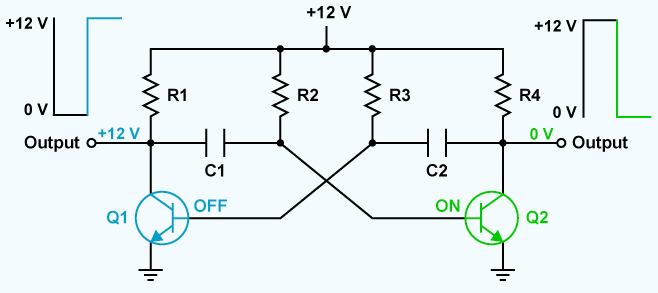 +12 V
+12 V
+12 V
0 V
0 V
R1
R2
R3
R4
Output
+12 V
0 V
Output
C1
C2
Q1
OFF
ON
Q2